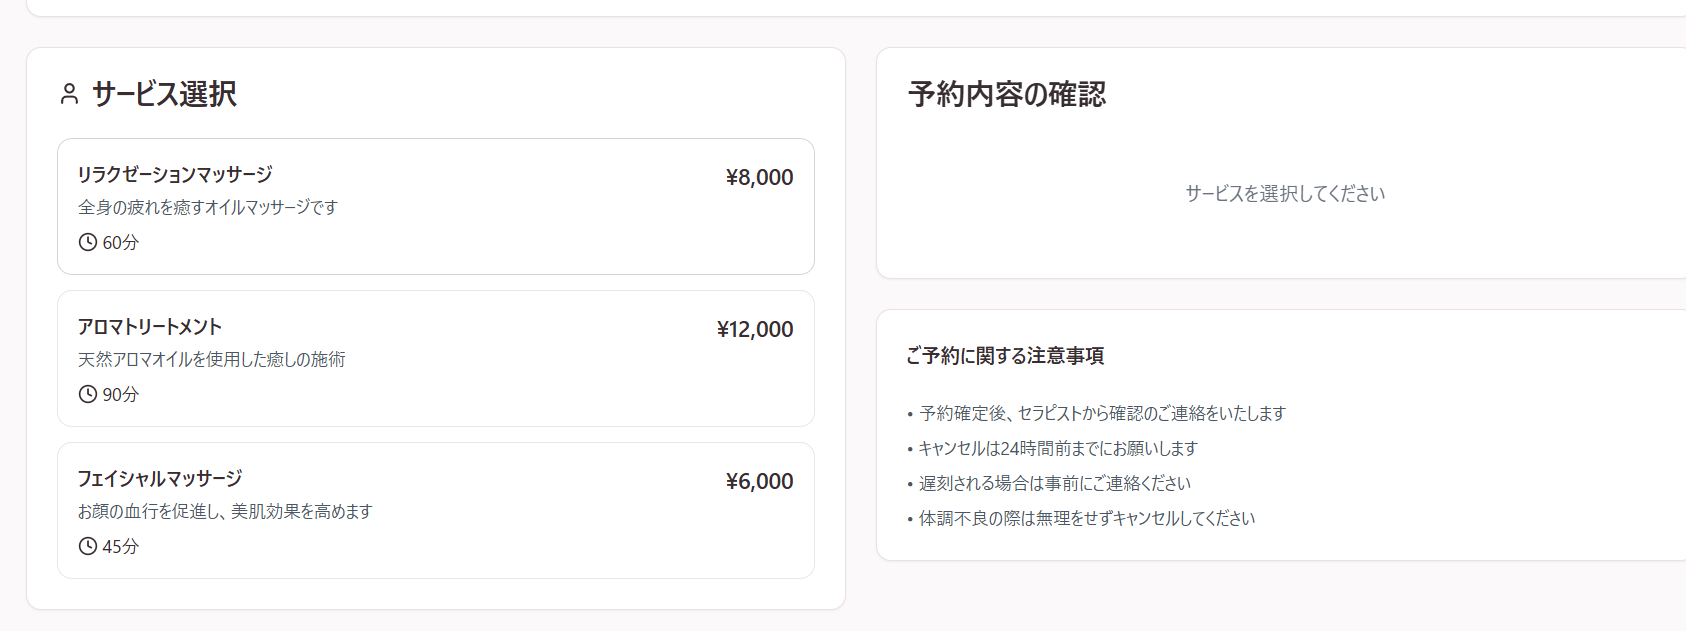 サービス選択
リラクゼーションマッサージ
¥8,000
全身の疲れを癒すオイルマッサージです
60分
アロマトリートメント
¥12,000
天然アロマオイルを使用した癒しの施術
90分
フェイシャルマッサージ
¥6,000
お顔の血行を促進し、美肌効果を高めます
45分
予約内容の確認
サービスを選択してください
ご予約に関する注意事項
• 予約確定後、セラピストから確認のご連絡をいたします
• キャンセルは24時間前までにお願いします
• 遅刻される場合は事前にご連絡ください
• 体調不良の際は無理をせずキャンセルしてください